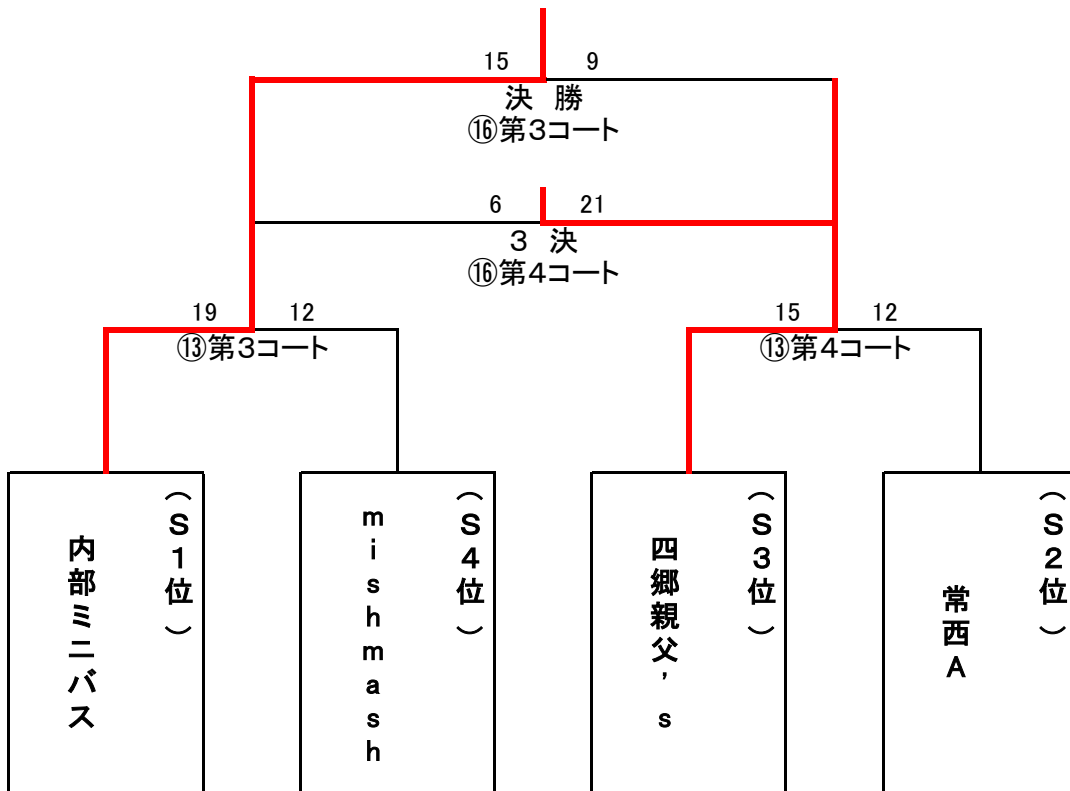 15 9
決 勝
⑯第3コート
6 21
3 決
⑯第4コート
19 12
⑬第3コート
15 12
⑬第4コート
(S1位)
内部ミニバス
(S4位)
mishmash
(S3位)
四郷親父’s
(S2位)
常西A